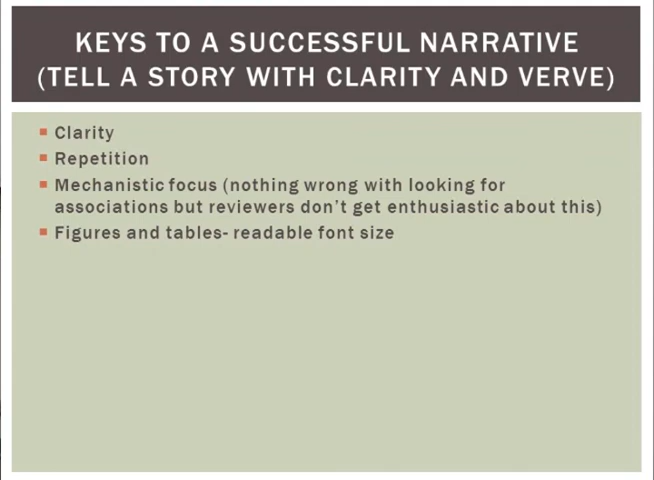 KEYS TO A SUCCESSFUL NARRATIVE
(TELL A STORY WITH CLARITY AND VERVE)
Clarity
Repetition
Mechanistic focus (nothing wrong with looking for
associations but reviewers don't get enthusiastic about this)
Figures and tables- readable font size